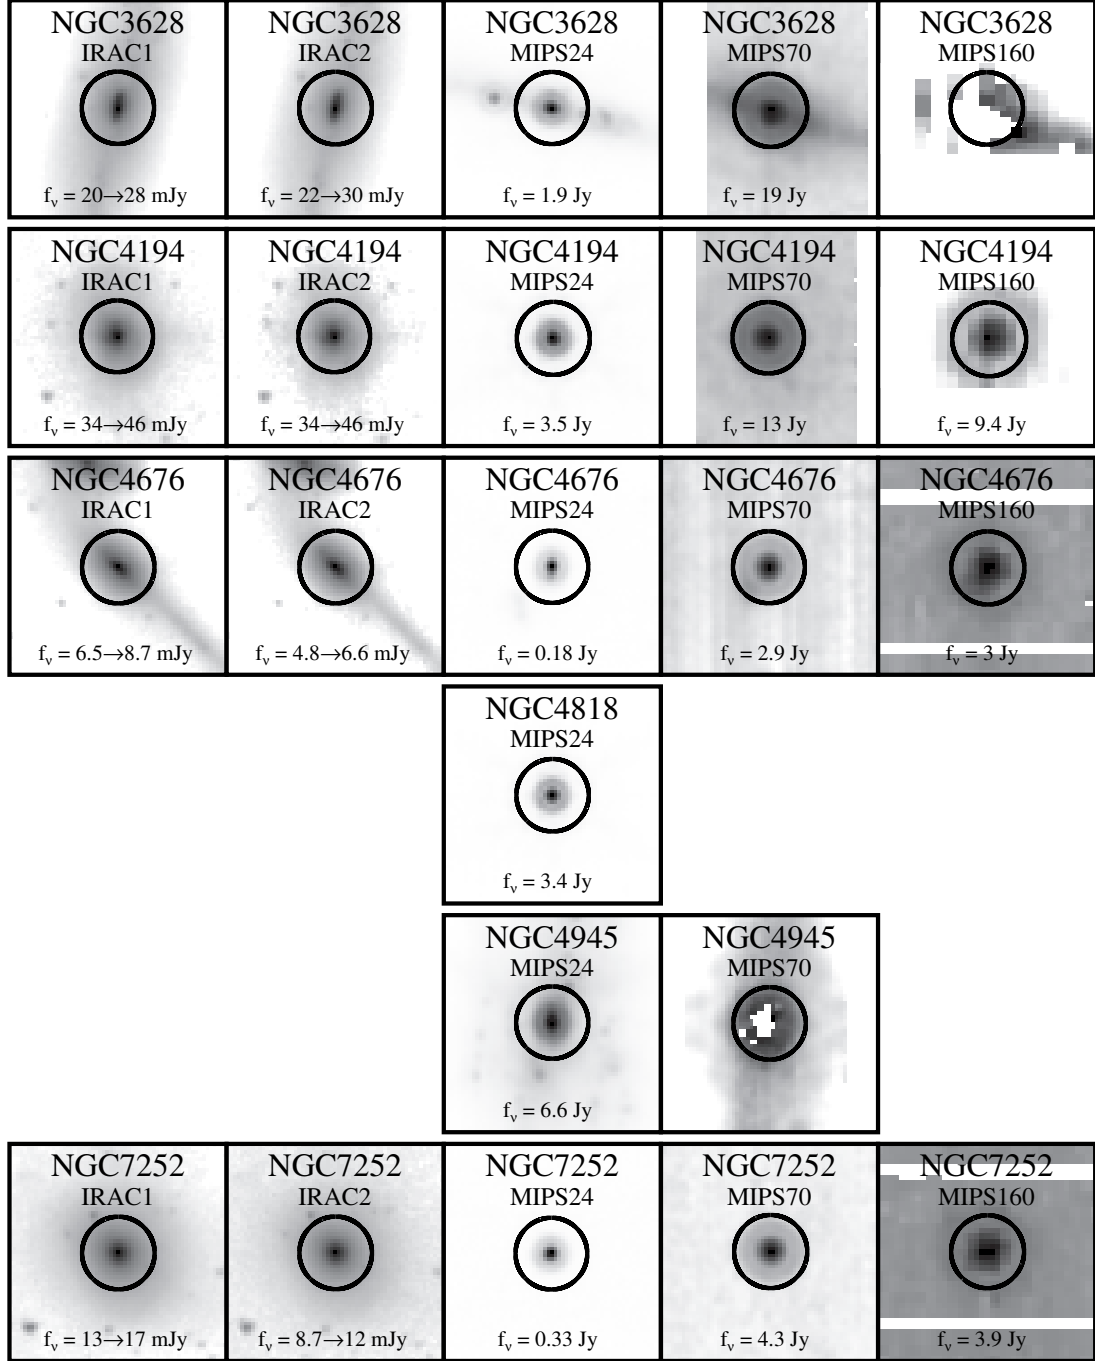 NGC3628
IRAC1
f_ν = 20→28 mJy
NGC3628
IRAC2
f_ν = 22→30 mJy
NGC3628
MIPS24
f_ν = 1.9 Jy
NGC3628
MIPS70
f_ν = 19 Jy
NGC3628
MIPS160
NGC4194
IRAC1
f_ν = 34→46 mJy
NGC4194
IRAC2
f_ν = 34→46 mJy
NGC4194
MIPS24
f_ν = 3.5 Jy
NGC4194
MIPS70
f_ν = 13 Jy
NGC4194
MIPS160
f_ν = 9.4 Jy
NGC4676
IRAC1
f_ν = 6.5→8.7 mJy
NGC4676
IRAC2
f_ν = 4.8→6.6 mJy
NGC4676
MIPS24
f_ν = 0.18 Jy
NGC4676
MIPS70
f_ν = 2.9 Jy
NGC4676
MIPS160
f_ν = 3 Jy
NGC4818
MIPS24
f_ν = 3.4 Jy
NGC4945
MIPS24
f_ν = 6.6 Jy
NGC4945
MIPS70
NGC7252
IRAC1
f_ν = 13→17 mJy
NGC7252
IRAC2
f_ν = 8.7→12 mJy
NGC7252
MIPS24
f_ν = 0.33 Jy
NGC7252
MIPS70
f_ν = 4.3 Jy
NGC7252
MIPS160
f_ν = 3.9 Jy